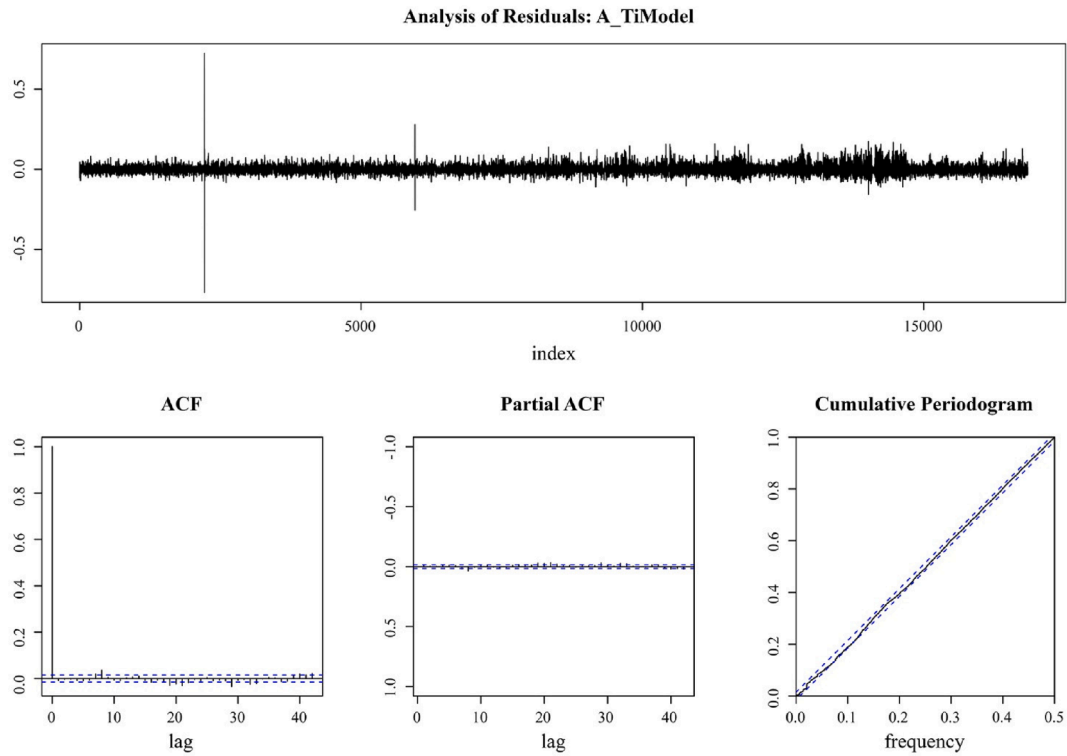 Analysis of Residuals: A_TiModel
0.5
0.0
-0.5
0 5000 10000 15000
index
ACF
1.0
0.8
0.6
0.4
0.2
0.0
0 10 20 30 40
lag
Partial ACF
-1.0
-0.5
0.0
0.5
1.0
0 10 20 30 40
lag
Cumulative Periodogram
1.0
0.8
0.6
0.4
0.2
0.0
0.0 0.1 0.2 0.3 0.4 0.5
frequency